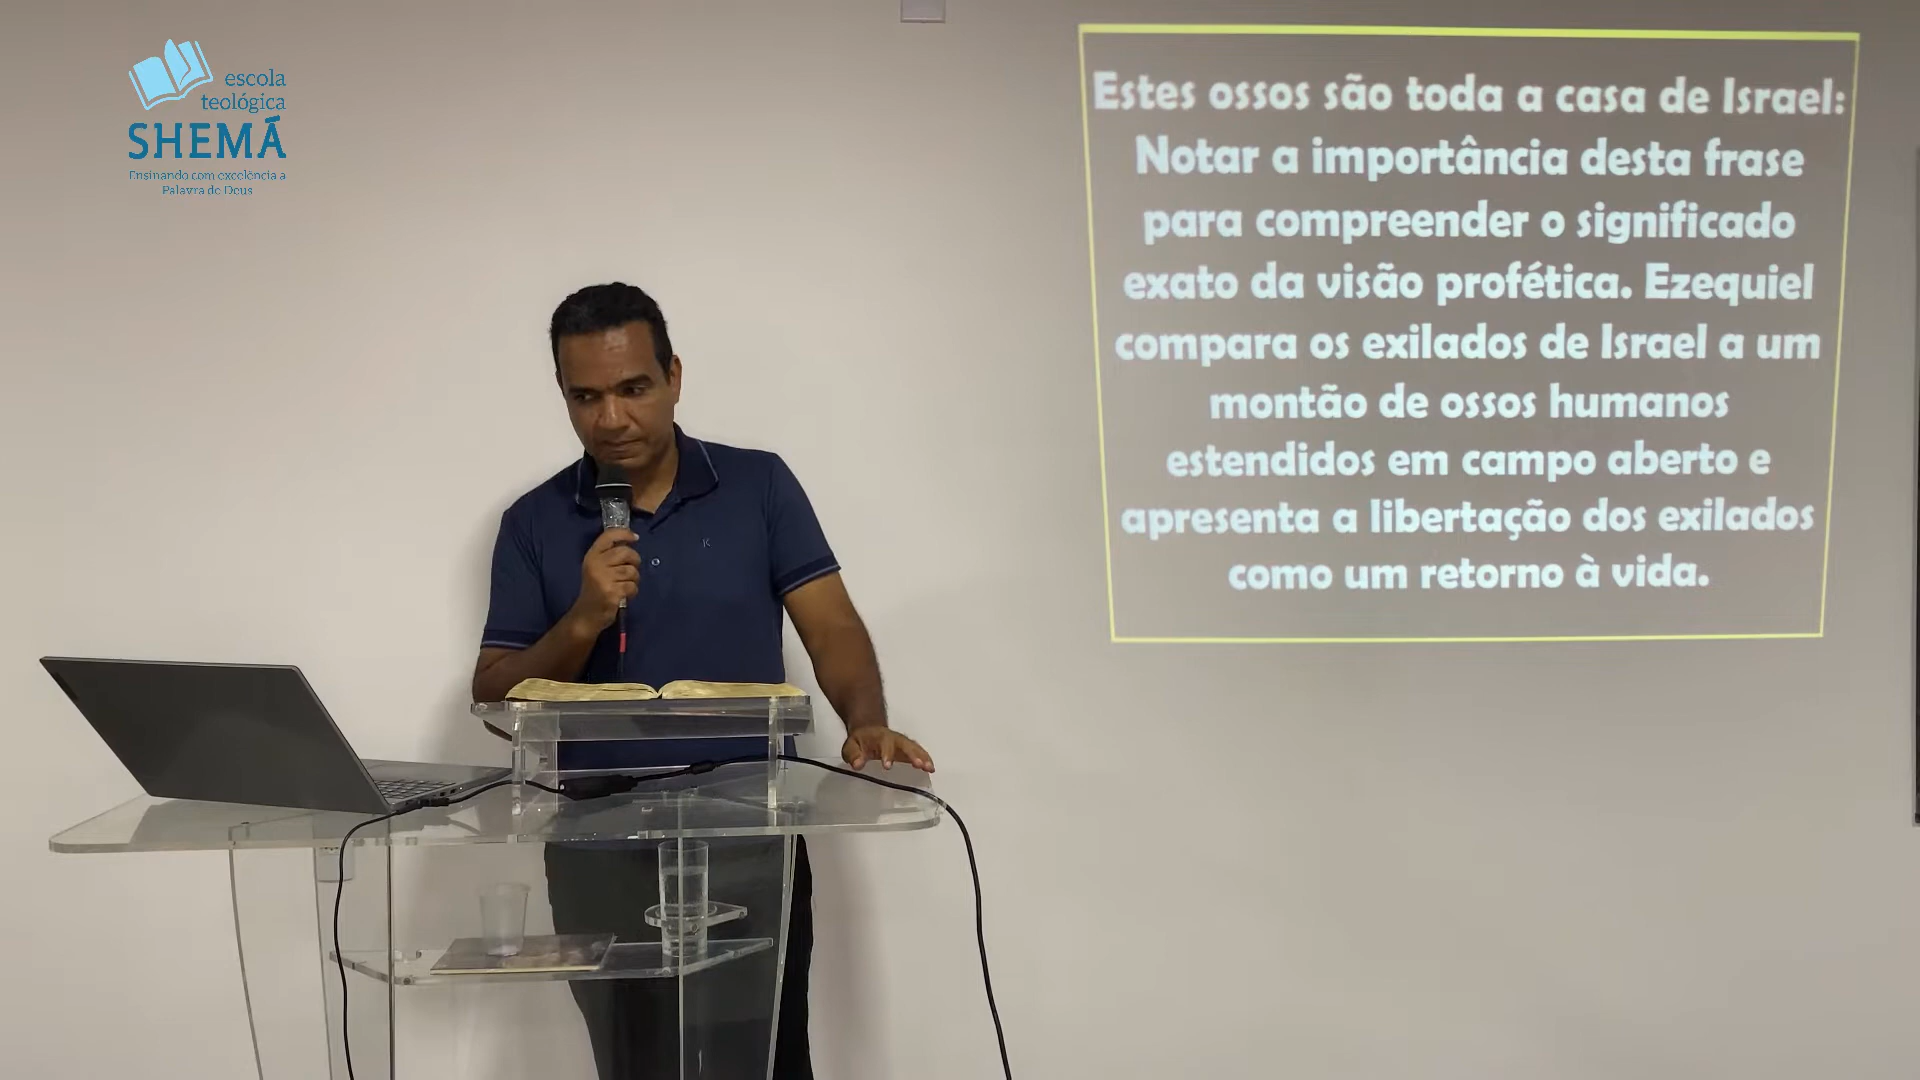 escola
teológica
SHEMÁ
Ensinando com excelência a
Palavra de Deus
Estes ossos são toda a casa de Israel:
Notar a importância desta frase
para compreender o significado
exato da visão profética. Ezequiel
compara os exilados de Israel a um
montão de ossos humanos
estendidos em campo aberto e
apresenta a libertação dos exilados
como um retorno à vida.